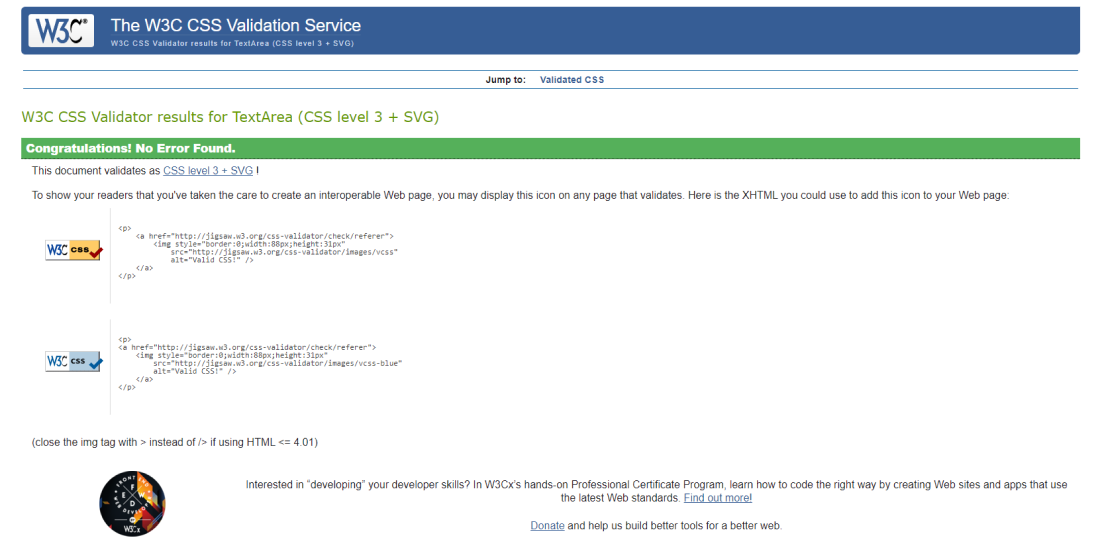 W3C®
The W3C CSS Validation Service
W3C CSS Validator results for TextArea (CSS level 3 + SVG)
Jump to: Validated CSS
W3C CSS Validator results for TextArea (CSS level 3 + SVG)
Congratulations! No Error Found.
This document validates as CSS level 3 + SVG !
To show your readers that you've taken the care to create an interoperable Web page, you may display this icon on any page that validates. Here is the XHTML you could use to add this icon to your Web page:
W3C CSS
<p>
<a href="http://jigsaw.w3.org/css-validator/check/referer">
<img style="border:0;width:88px;height:31px"
src="http://jigsaw.w3.org/css-validator/images/vcss"
alt="Valid CSS!" />
</a>
</p>
W3C CSS
<p>
<a href="http://jigsaw.w3.org/css-validator/check/referer">
<img style="border:0;width:88px;height:31px"
src="http://jigsaw.w3.org/css-validator/images/vcss-blue"
alt="Valid CSS!" />
</a>
</p>
(close the img tag with > instead of /> if using HTML <= 4.01)
FRONT END
F
E W
D
WEB DEVELOPER
W3Cx
Interested in “developing” your developer skills? In W3Cx's hands-on Professional Certificate Program, learn how to code the right way by creating Web sites and apps that use
the latest Web standards. Find out more!
Donate and help us build better tools for a better web.